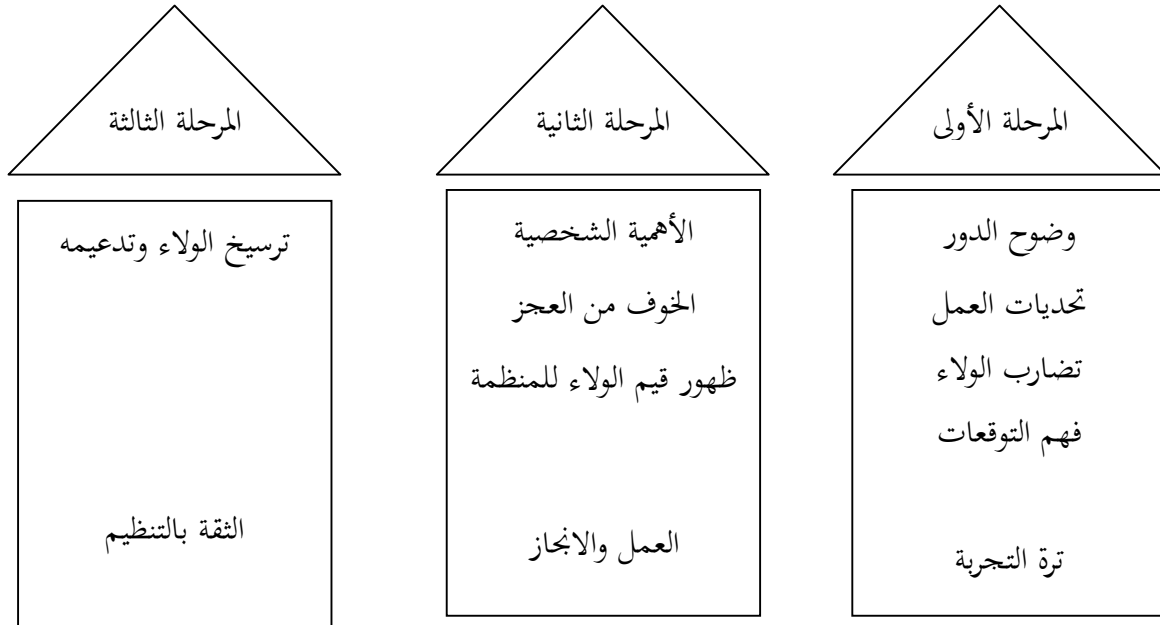 المرحلة الأولى
وضوح الدور
تحديات العمل
تضارب الولاء
فهم التوقعات
ترة التجربة
المرحلة الثانية
الأهمية الشخصية
الخوف من العجز
ظهور قيم الولاء للمنظمة
العمل والانجاز
المرحلة الثالثة
ترسيخ الولاء وتدعيمه
الثقة بالتنظيم